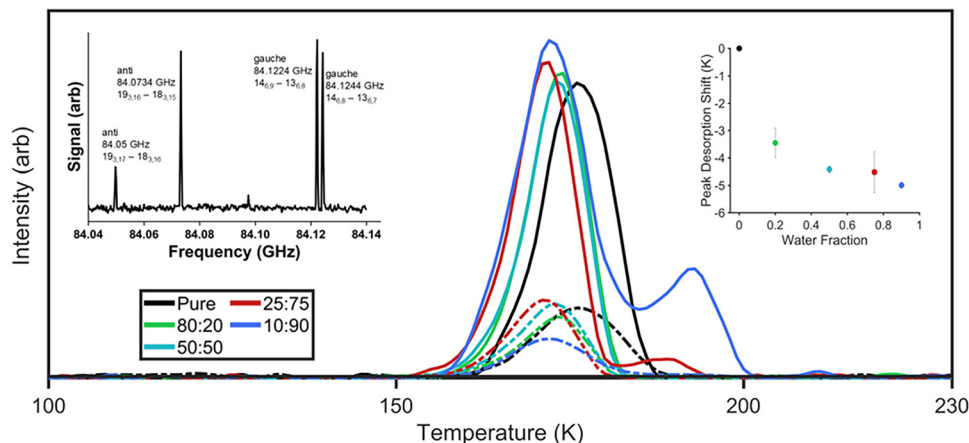 Intensity (arb)
Signal (arb)
anti
84.0734 GHz
19₃,₁₆ – 18₃,₁₅
anti
84.05 GHz
19₃,₁₇ – 18₃,₁₆
gauche
84.1224 GHz
14₆,₉ – 13₆,₈
gauche
84.1244 GHz
14₆,₈ – 13₆,₇
84.04 84.06 84.08 84.10 84.12 84.14
Frequency (GHz)
Peak Desorption Shift (K)
0
-1
-2
-3
-4
-5
-6
0 0.2 0.4 0.6 0.8 1
Water Fraction
Pure 25:75
80:20 10:90
50:50
100 150 200 230
Temperature (K)